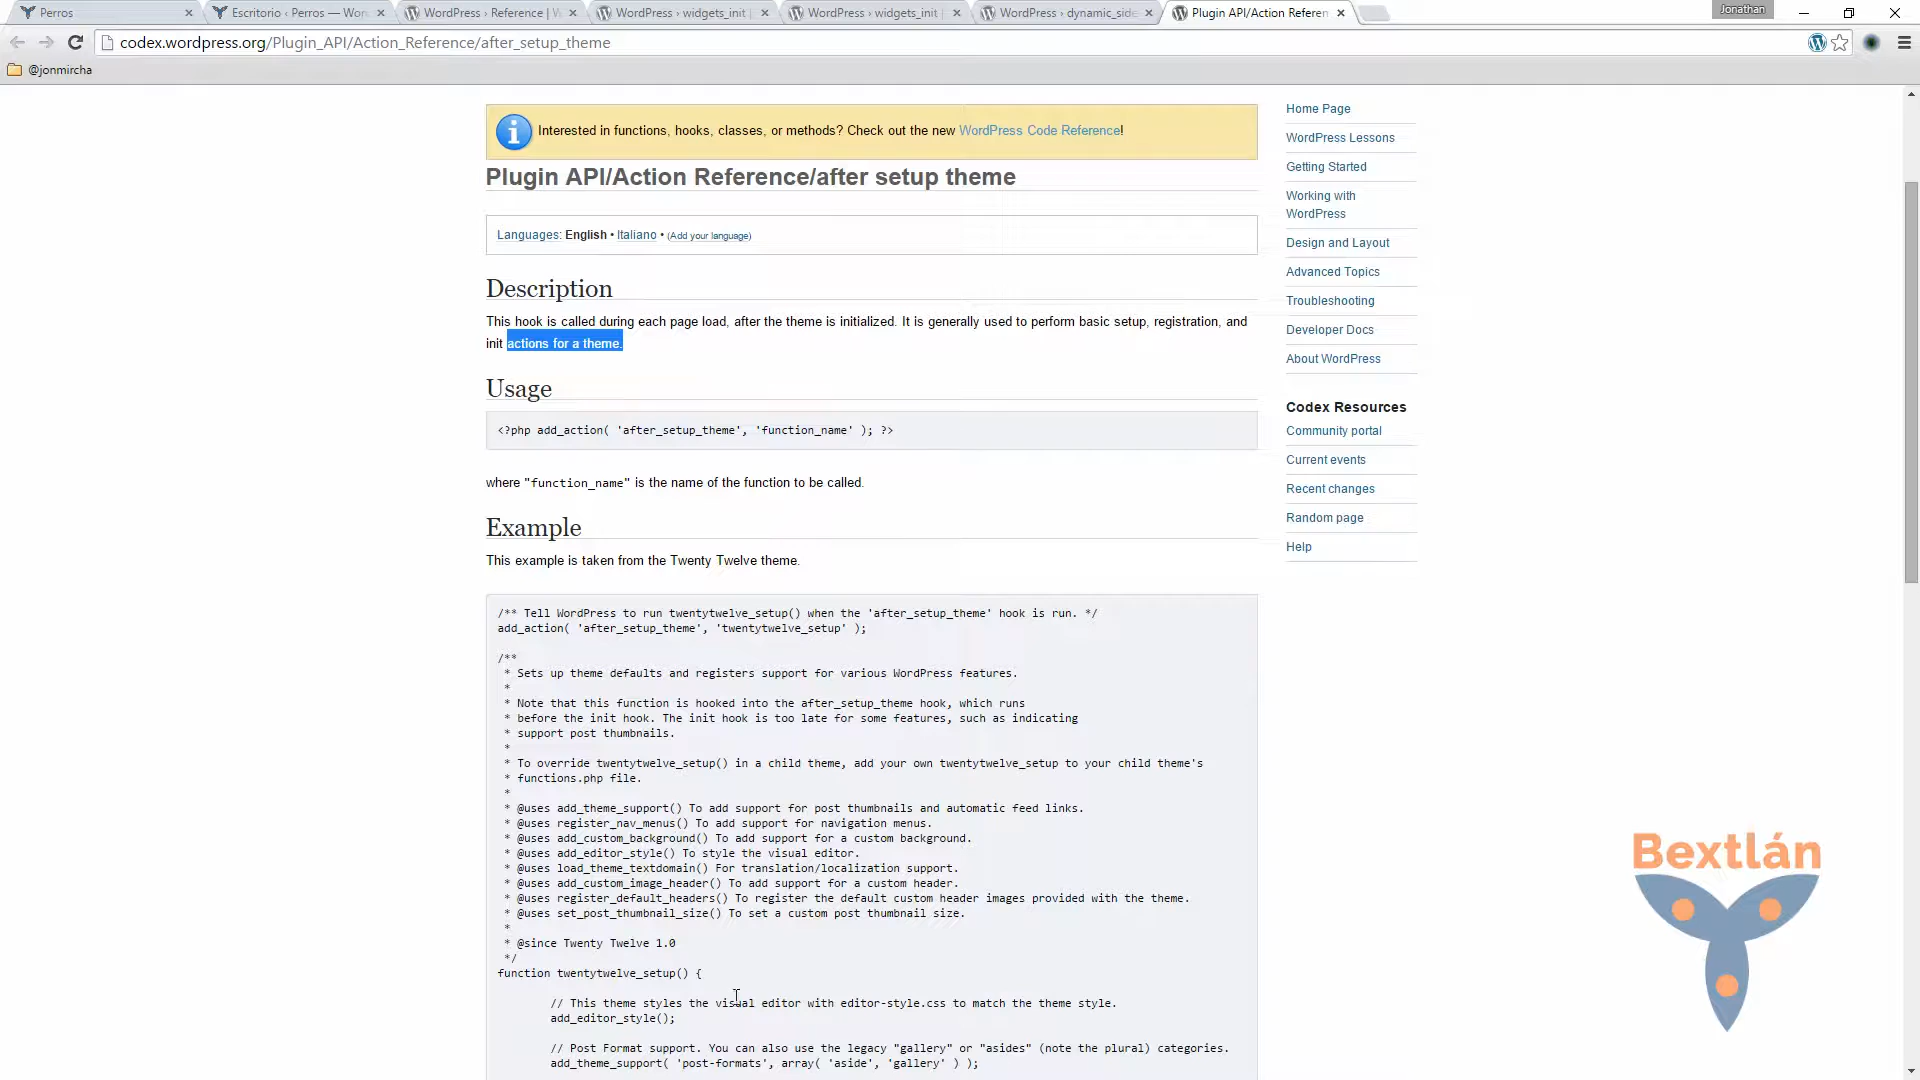 Perros
Escritorio ‹ Perros — Wor
WordPress › Reference | W
WordPress › widgets_init |
WordPress › widgets_init |
WordPress › dynamic_side
Plugin API/Action Referen
Jonathan
codex.wordpress.org/Plugin_API/Action_Reference/after_setup_theme
@jonmircha
Interested in functions, hooks, classes, or methods? Check out the new WordPress Code Reference!
Plugin API/Action Reference/after setup theme
Languages: English • Italiano • (Add your language)
Description
This hook is called during each page load, after the theme is initialized. It is generally used to perform basic setup, registration, and
init actions for a theme.
Usage
<?php add_action( 'after_setup_theme', 'function_name' ); ?>
where "function_name" is the name of the function to be called.
Example
This example is taken from the Twenty Twelve theme.
/** Tell WordPress to run twentytwelve_setup() when the 'after_setup_theme' hook is run. */
add_action( 'after_setup_theme', 'twentytwelve_setup' );
/**
* Sets up theme defaults and registers support for various WordPress features.
*
* Note that this function is hooked into the after_setup_theme hook, which runs
* before the init hook. The init hook is too late for some features, such as indicating
* support post thumbnails.
*
* To override twentytwelve_setup() in a child theme, add your own twentytwelve_setup to your child theme's
* functions.php file.
*
* @uses add_theme_support() To add support for post thumbnails and automatic feed links.
* @uses register_nav_menus() To add support for navigation menus.
* @uses add_custom_background() To add support for a custom background.
* @uses add_editor_style() To style the visual editor.
* @uses load_theme_textdomain() For translation/localization support.
* @uses add_custom_image_header() To add support for a custom header.
* @uses register_default_headers() To register the default custom header images provided with the theme.
* @uses set_post_thumbnail_size() To set a custom post thumbnail size.
*
* @since Twenty Twelve 1.0
*/
function twentytwelve_setup() {
// This theme styles the visual editor with editor-style.css to match the theme style.
add_editor_style();
// Post Format support. You can also use the legacy "gallery" or "asides" (note the plural) categories.
add_theme_support( 'post-formats', array( 'aside', 'gallery' ) );
Home Page
WordPress Lessons
Getting Started
Working with
WordPress
Design and Layout
Advanced Topics
Troubleshooting
Developer Docs
About WordPress
Codex Resources
Community portal
Current events
Recent changes
Random page
Help
Bextlán